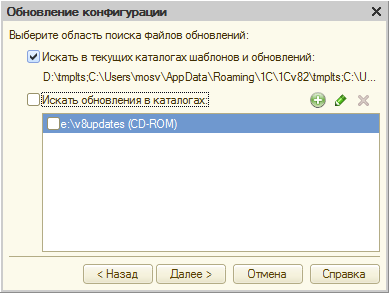 Обновление конфигурации
Выберите область поиска файлов обновлений:
Искать в текущих каталогах шаблонов и обновлений:
D:\tmplts;C:\Users\mosv\AppData\Roaming\1C\1Cv82\tmplts;C:\U...
Искать обновления в каталогах:
e:\v8updates (CD-ROM)
< Назад Далее > Отмена Справка